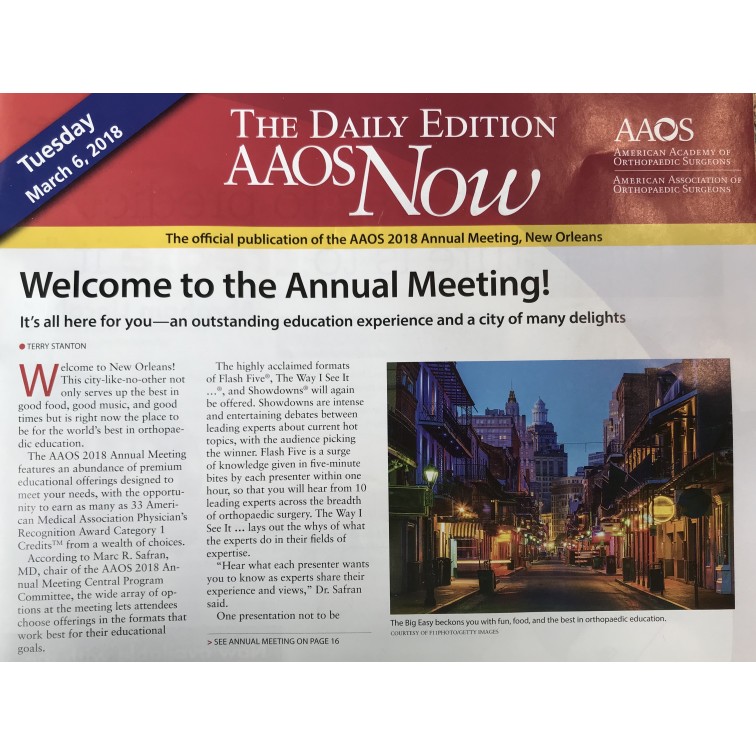 Tuesday
March 6, 2018
THE DAILY EDITION
AAOS Now
AAOS
AMERICAN ACADEMY OF
ORTHOPAEDIC SURGEONS
AMERICAN ASSOCIATION OF
ORTHOPAEDIC SURGEONS
The official publication of the AAOS 2018 Annual Meeting, New Orleans
Welcome to the Annual Meeting!
It's all here for you—an outstanding education experience and a city of many delights
TERRY STANTON
Welcome to New Orleans!
This city-like-no-other not
only serves up the best in
good food, good music, and good
times but is right now the place to
be for the world's best in orthopae-
dic education.
The AAOS 2018 Annual Meeting
features an abundance of premium
educational offerings designed to
meet your needs, with the opportu-
nity to earn as many as 33 Ameri-
can Medical Association Physician's
Recognition Award Category 1
Credits™ from a wealth of choices.
According to Marc R. Safran,
MD, chair of the AAOS 2018 An-
nual Meeting Central Program
Committee, the wide array of op-
tions at the meeting lets attendees
choose offerings in the formats that
work best for their educational
goals.
The highly acclaimed formats
of Flash Five®, The Way I See It
…®, and Showdowns® will again
be offered. Showdowns are intense
and entertaining debates between
leading experts about current hot
topics, with the audience picking
the winner. Flash Five is a surge
of knowledge given in five-minute
bites by each presenter within one
hour, so that you will hear from 10
leading experts across the breadth
of orthopaedic surgery. The Way I
See It … lays out the whys of what
the experts do in their fields of
expertise.
"Hear what each presenter wants
you to know as experts share their
experience and views," Dr. Safran
said.
One presentation not to be
> SEE ANNUAL MEETING ON PAGE 16
The Big Easy beckons you with fun, food, and the best in orthopaedic education.
COURTESY OF F11PHOTO/GETTY IMAGES